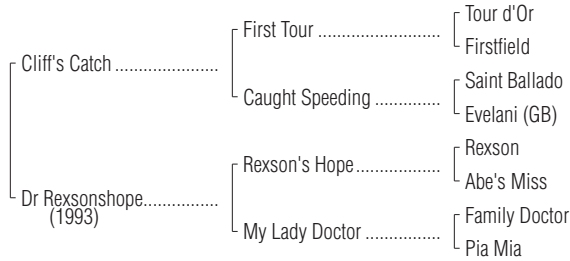 Tour d'Or
First Tour ........................
Firstfield
Cliff's Catch ....................
Saint Ballado
Caught Speeding .............
Evelani (GB)
Rexson
Rexson's Hope.................
Abe's Miss
Dr Rexsonshope...............
(1993)
Family Doctor
My Lady Doctor ...............
Pia Mia